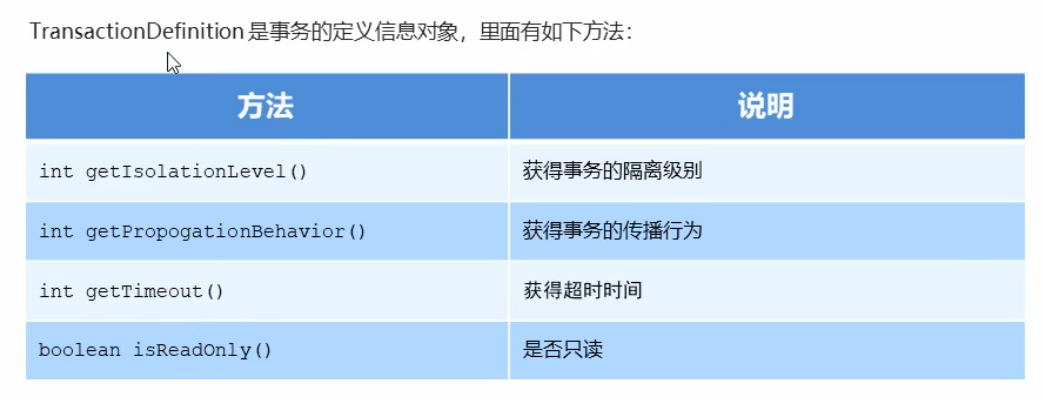 TransactionDefinition 是事务的定义信息对象，里面有如下方法：
方法 说明
int getIsolationLevel() 获得事务的隔离级别
int getPropogationBehavior() 获得事务的传播行为
int getTimeout() 获得超时时间
boolean isReadOnly() 是否只读